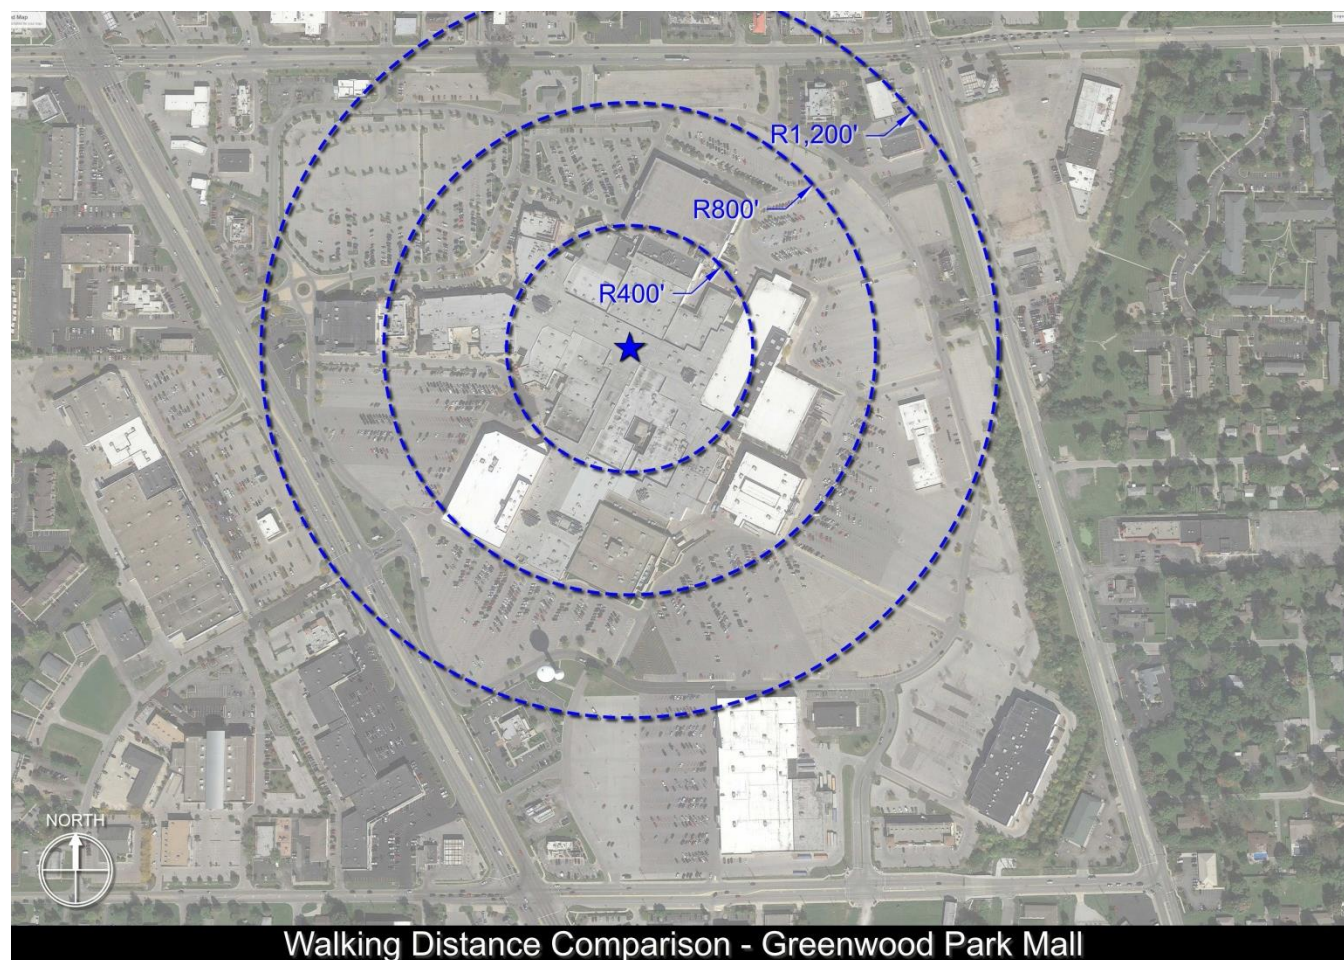 R1,200'
R800'
R400'
NORTH
Walking Distance Comparison - Greenwood Park Mall